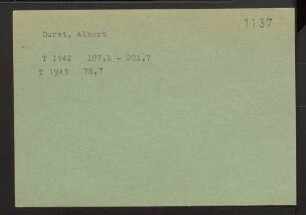 1137
Durst, Albert
T 1942 187,1 - 201,7
T 1943 78,7